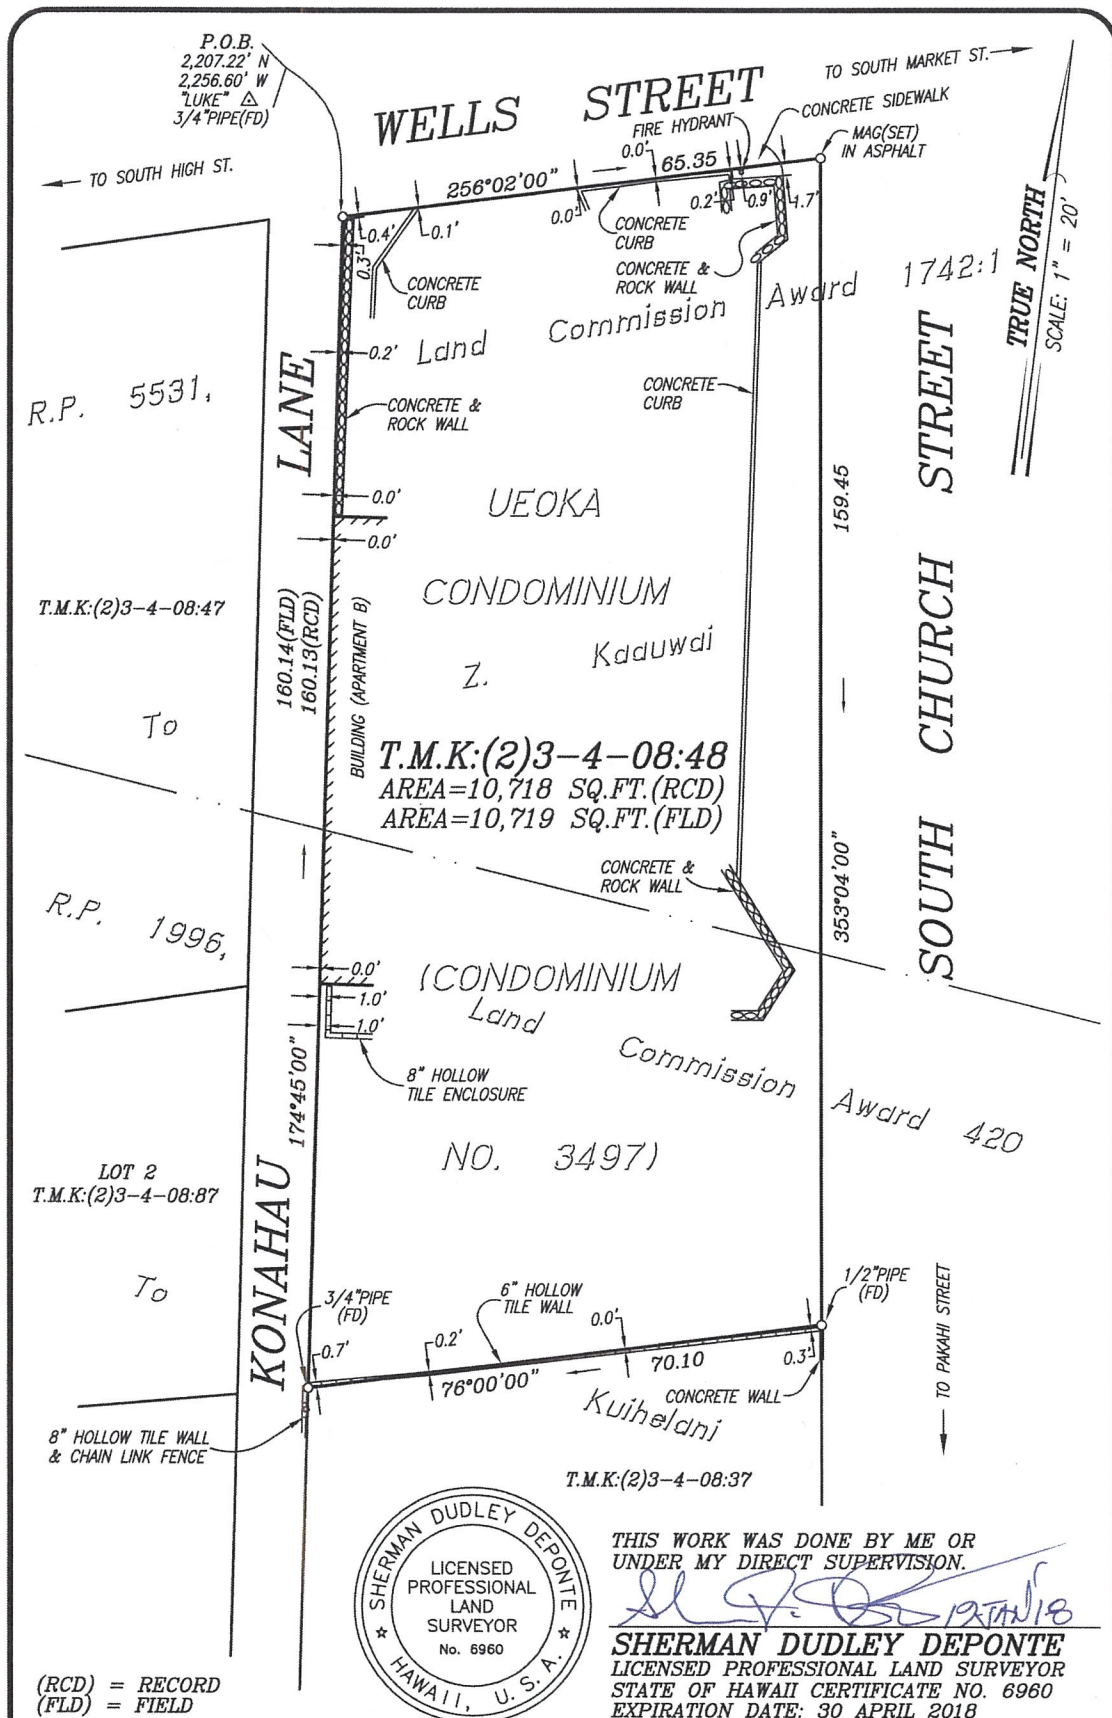 P.O.B.
2,207.22' N
2,256.60' W
"LUKE" △
3/4"PIPE(FD)
WELLS STREET
TO SOUTH MARKET ST.
TO SOUTH HIGH ST.
FIRE HYDRANT
CONCRETE SIDEWALK
MAG(SET)
IN ASPHALT
256°02'00"
65.35
0.0'
0.0'
0.2'
0.9'
1.7'
0.4'
0.1'
0.3'
CONCRETE
CURB
CONCRETE
CURB
CONCRETE &
ROCK WALL
TRUE NORTH
SCALE: 1" = 20'
Land Commission Award 1742:1
0.2'
R.P. 5531,
CONCRETE &
ROCK WALL
CONCRETE
CURB
LANE
0.0'
0.0'
UEOKA
159.45
SOUTH CHURCH STREET
CONDOMINIUM
T.M.K:(2)3-4-08:47
160.14(FLD)
160.13(RCD)
BUILDING (APARTMENT B)
Z. Kaauwai
To
T.M.K:(2)3-4-08:48
AREA=10,718 SQ.FT.(RCD)
AREA=10,719 SQ.FT.(FLD)
CONCRETE &
ROCK WALL
353°04'00"
R.P. 1996,
0.0'
(CONDOMINIUM
1.0'
1.0'
Land Commission Award 420
8" HOLLOW
TILE ENCLOSURE
174°45'00"
NO. 3497)
LOT 2
T.M.K:(2)3-4-08:87
KONAHAU
To
3/4"PIPE
(FD)
6" HOLLOW
TILE WALL
1/2"PIPE
(FD)
0.7'
0.2'
0.0'
0.3'
76°00'00"
70.10
TO PAKAHI STREET
CONCRETE WALL
Kuihelani
8" HOLLOW TILE WALL
& CHAIN LINK FENCE
T.M.K:(2)3-4-08:37
SHERMAN DUDLEY DEPONTE
LICENSED
PROFESSIONAL
LAND
SURVEYOR
No. 6960
HAWAII, U.S.A.
THIS WORK WAS DONE BY ME OR
UNDER MY DIRECT SUPERVISION.
12JAN'18
SHERMAN DUDLEY DEPONTE
LICENSED PROFESSIONAL LAND SURVEYOR
STATE OF HAWAII CERTIFICATE NO. 6960
EXPIRATION DATE: 30 APRIL 2018
(RCD) = RECORD
(FLD) = FIELD